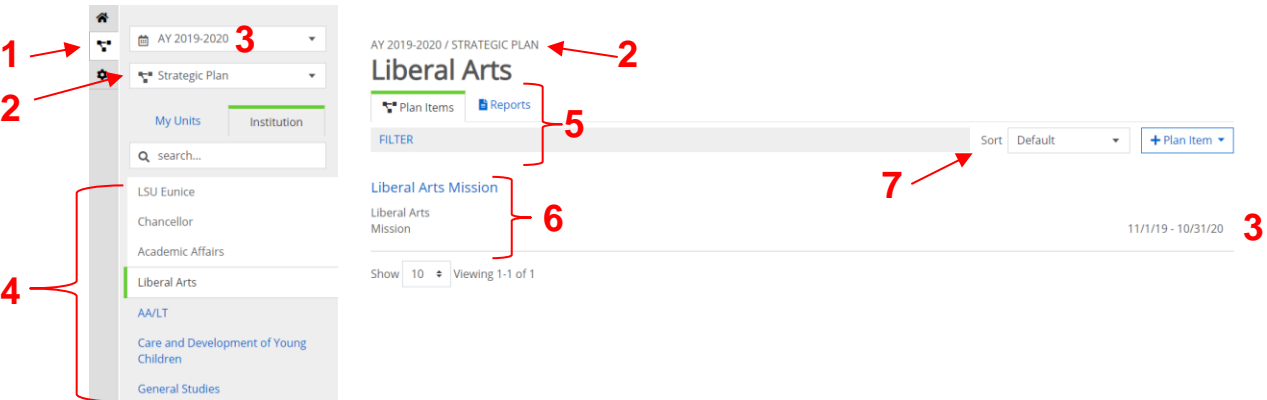 1
2
AY 2019-2020
3
Strategic Plan
My Units
Institution
search...
4
LSU Eunice
Chancellor
Academic Affairs
Liberal Arts
AA/LT
Care and Development of Young
Children
General Studies
AY 2019-2020 / STRATEGIC PLAN
2
Liberal Arts
Plan Items
Reports
5
FILTER
Sort
Default
+ Plan Item
7
Liberal Arts Mission
6
Liberal Arts
Mission
11/1/19 - 10/31/20
3
Show 10 Viewing 1-1 of 1